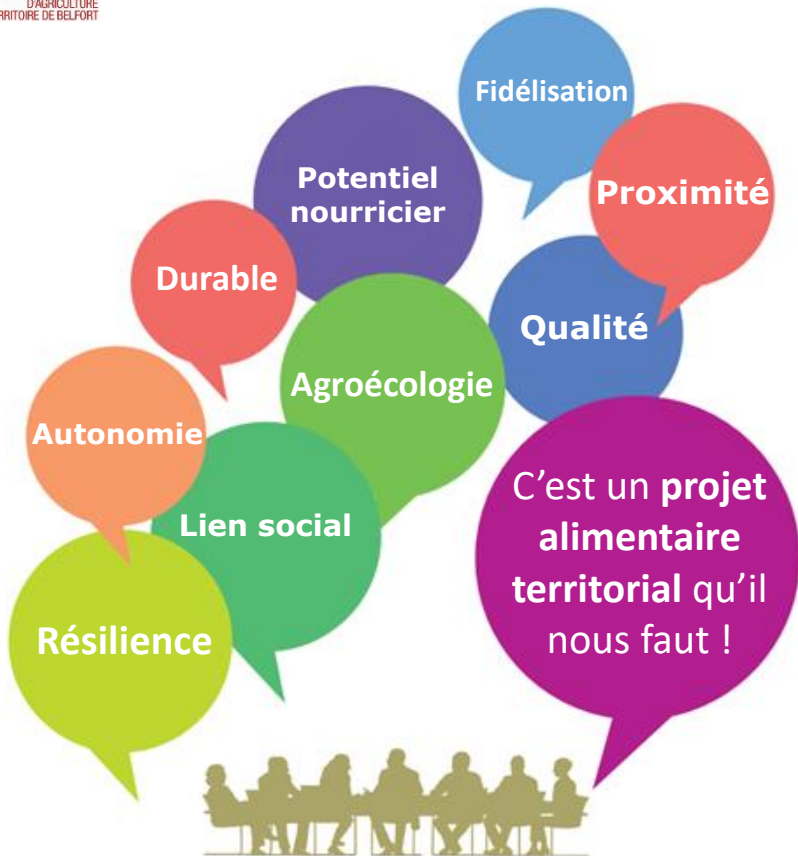 D'AGRICULTURE
TERRITOIRE DE BELFORT
Fidélisation
Potentiel
nourricier
Proximité
Durable
Qualité
Agroécologie
Autonomie
C'est un projet
alimentaire
territorial qu'il
nous faut !
Lien social
Résilience